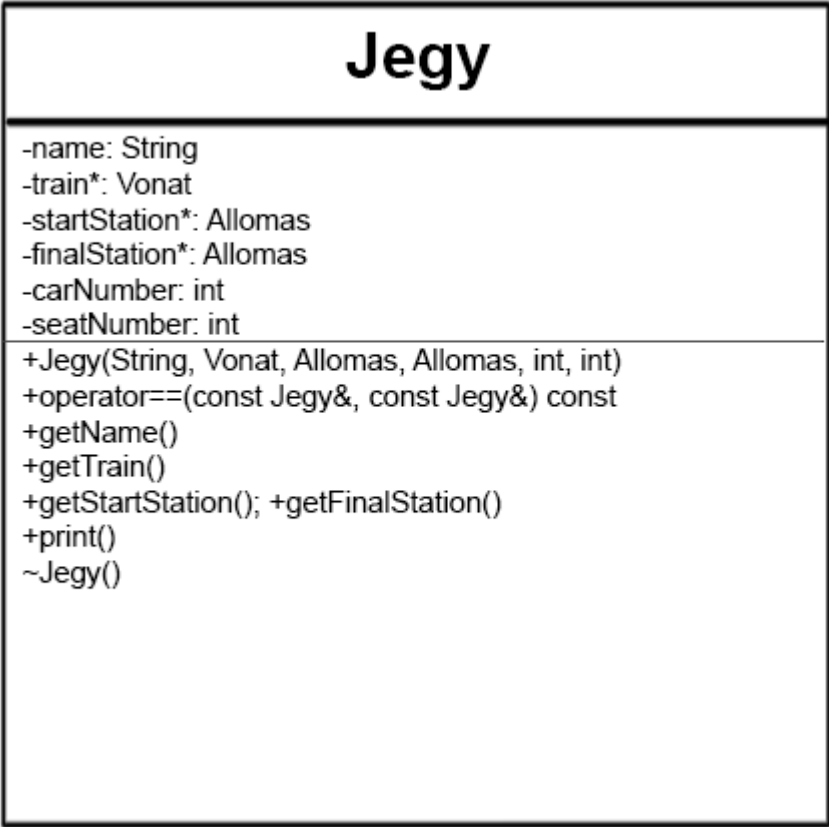 Jegy
-name: String
-train*: Vonat
-startStation*: Allomas
-finalStation*: Allomas
-carNumber: int
-seatNumber: int
+Jegy(String, Vonat, Allomas, Allomas, int, int)
+operator==(const Jegy&, const Jegy&) const
+getName()
+getTrain()
+getStartStation(); +getFinalStation()
+print()
~Jegy()